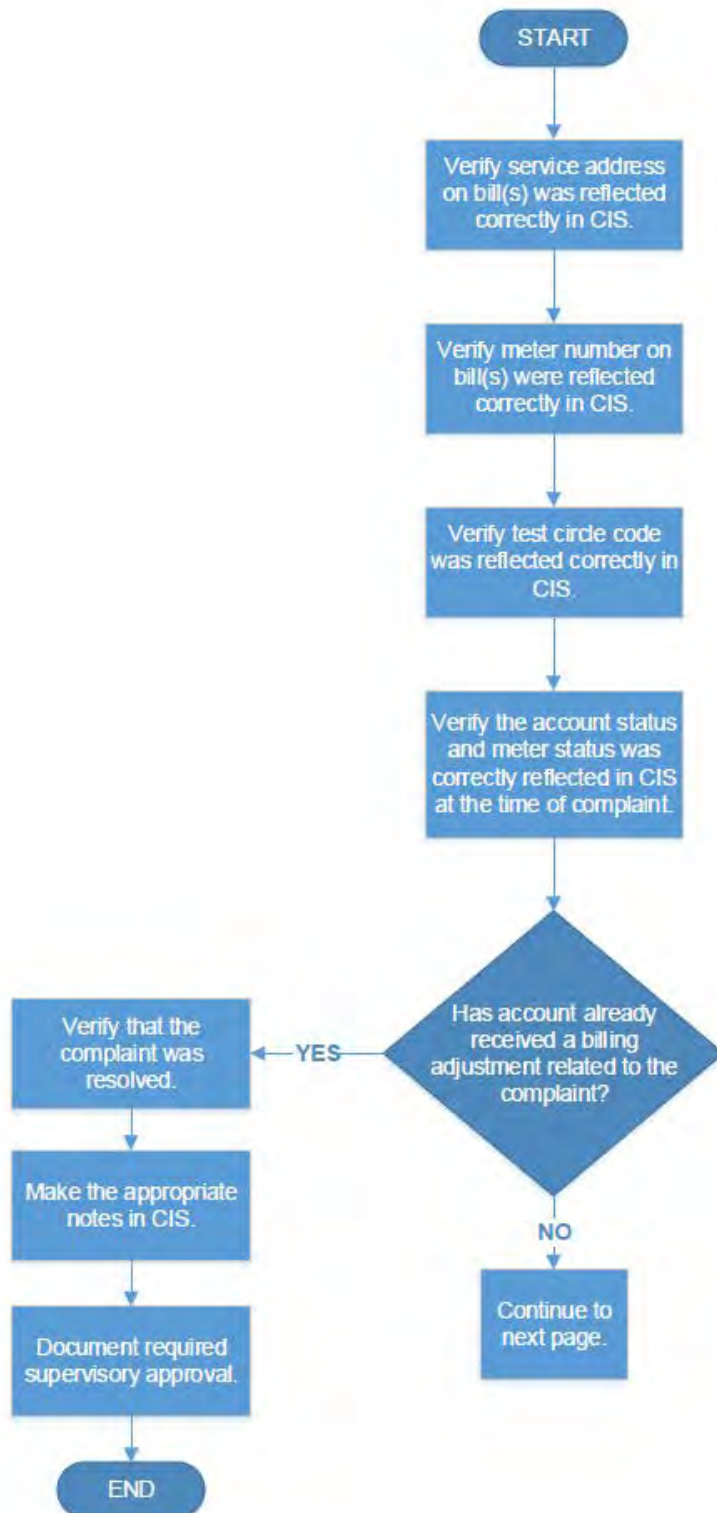 START
Verify service address
on bill(s) was reflected
correctly in CIS.
Verify meter number on
bill(s) were reflected
correctly in CIS.
Verify test circle code
was reflected correctly in
CIS.
Verify the account status
and meter status was
correctly reflected in CIS
at the time of complaint.
Has account already
received a billing
adjustment related to the
complaint?
YES
Verify that the
complaint was
resolved.
Make the appropriate
notes in CIS.
Document required
supervisory approval.
END
NO
Continue to
next page.